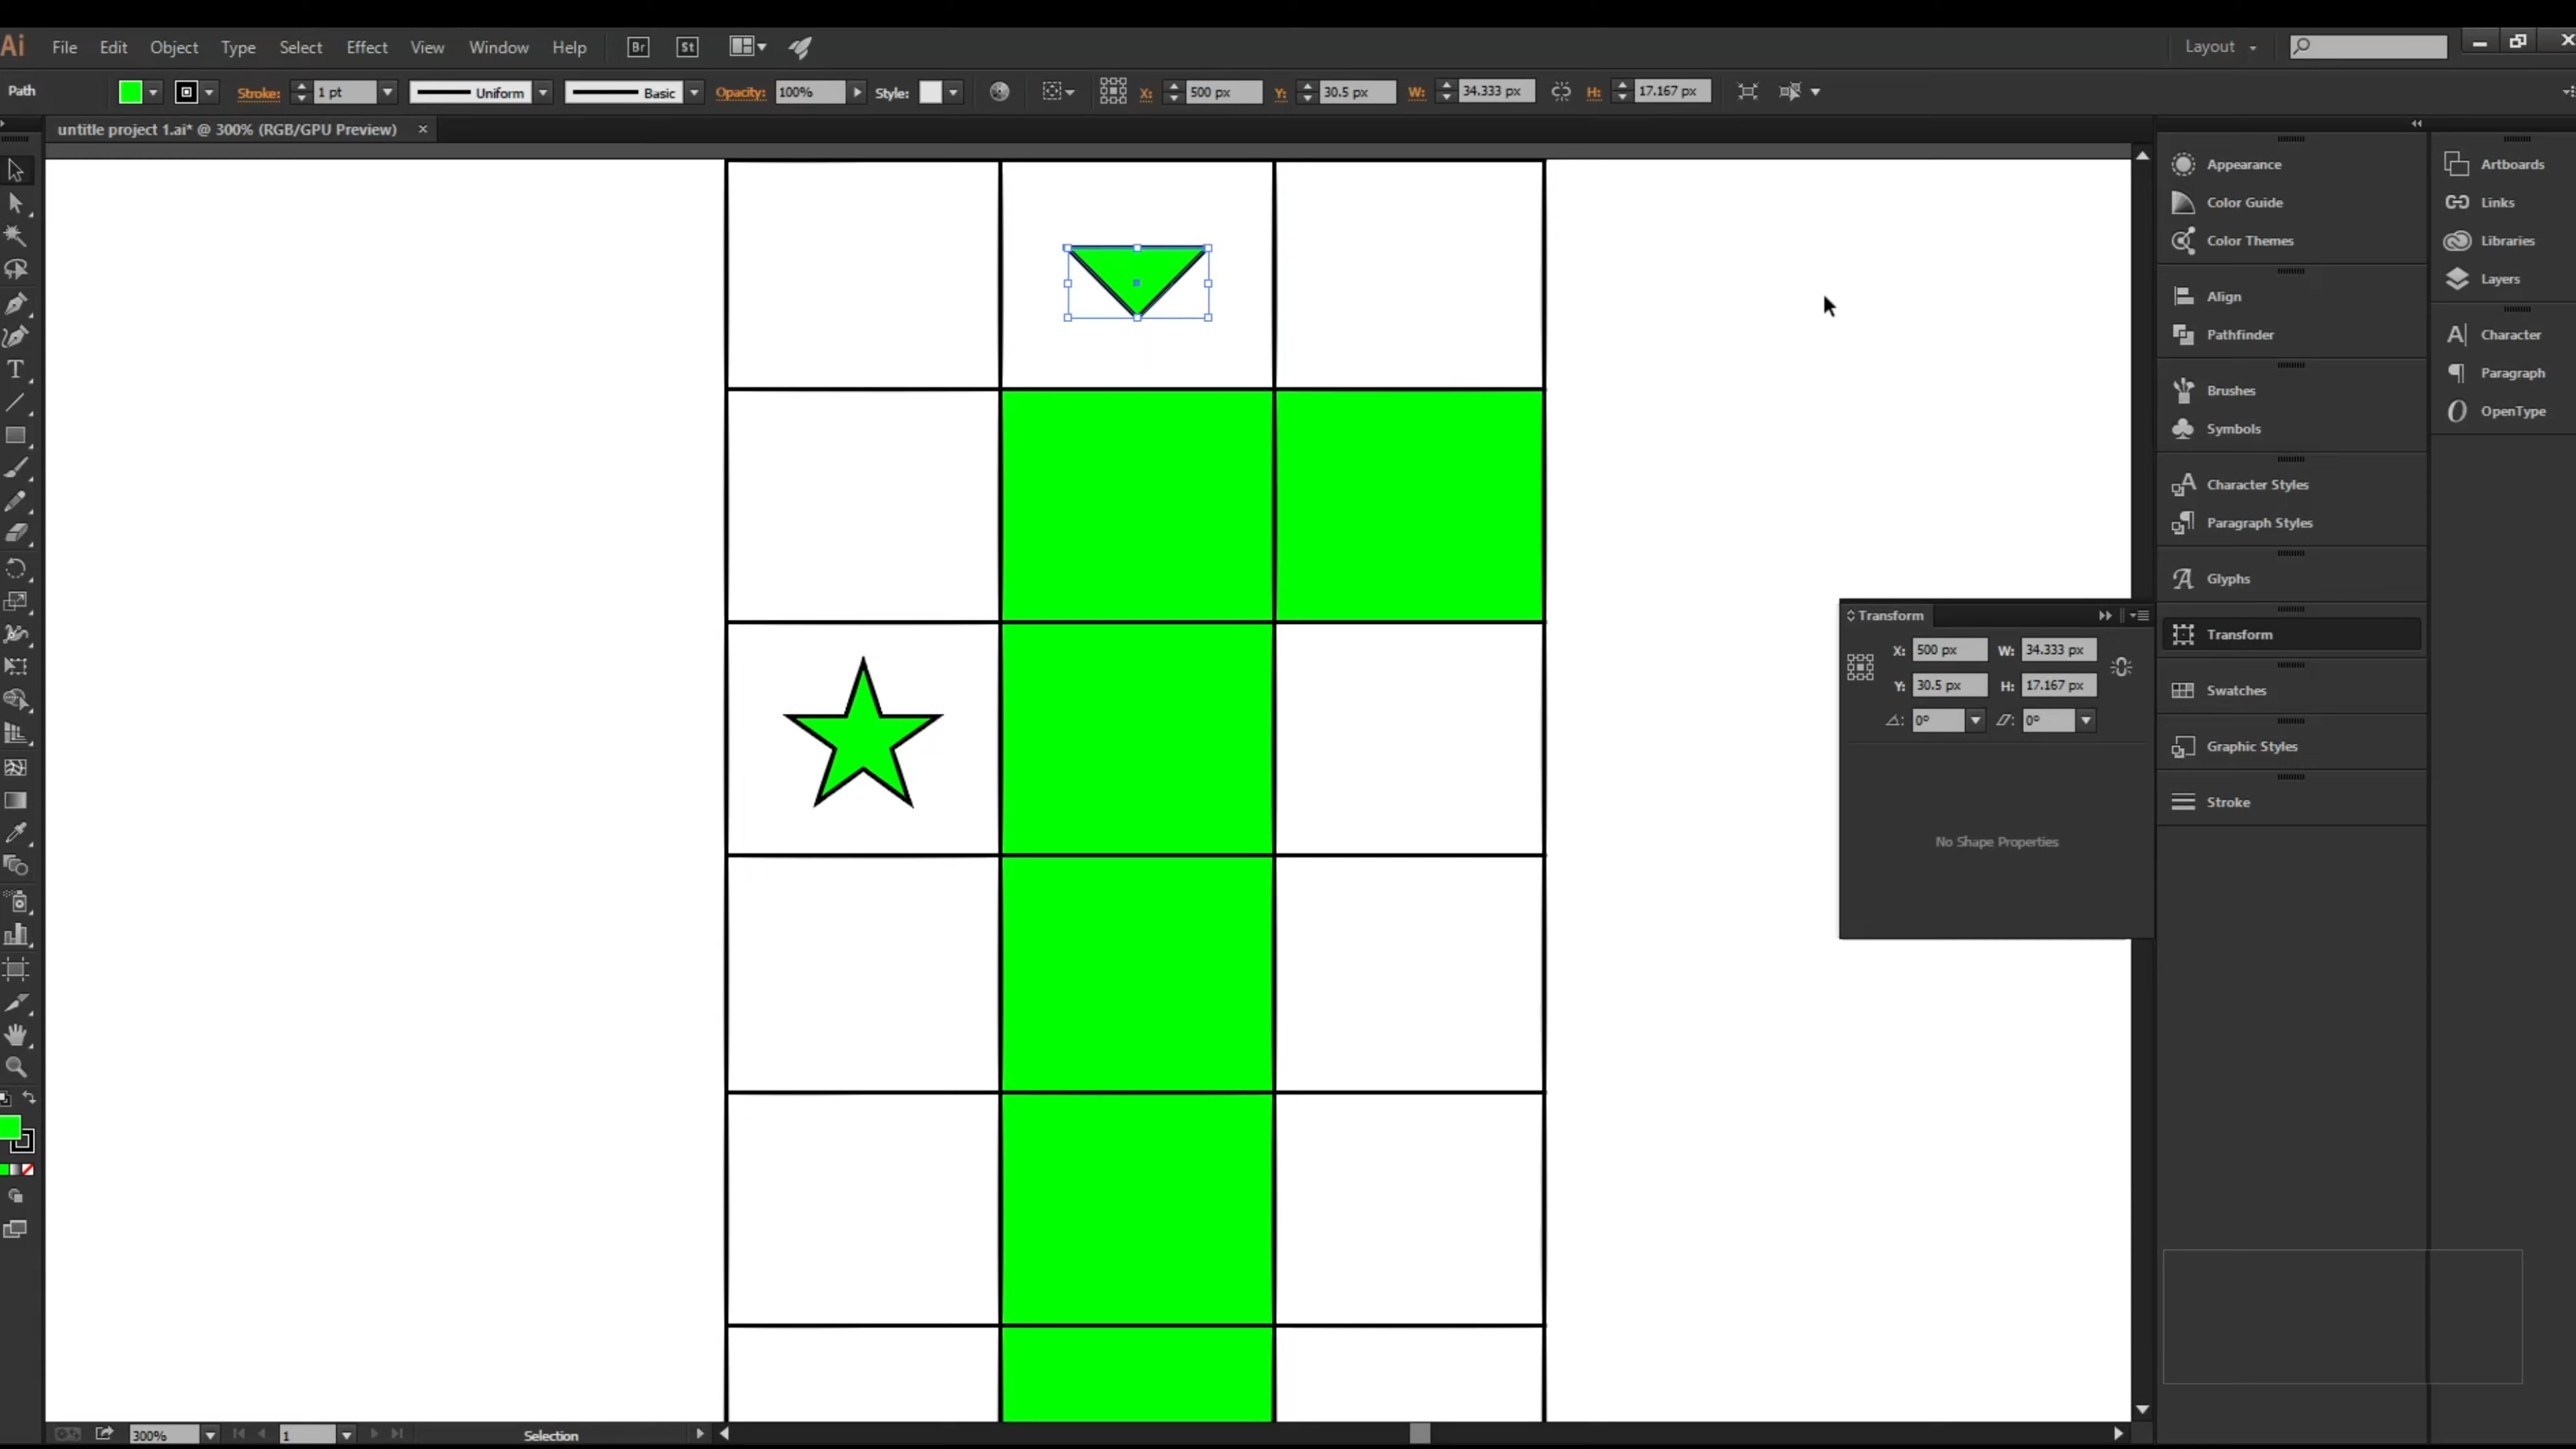 Ai File Edit Object Type Select Effect View Window Help Br St Layout
Path Stroke: 1 pt Uniform Basic Opacity: 100% Style: X: 500 px Y: 30.5 px W: 34.333 px H: 17.167 px
untitle project 1.ai* @ 300% (RGB/GPU Preview) ×
Appearance
Color Guide
Color Themes
Align
Pathfinder
Brushes
Symbols
Character Styles
Paragraph Styles
Glyphs
Transform
Swatches
Graphic Styles
Stroke
Artboards
Links
Libraries
Layers
Character
Paragraph
OpenType
Transform
X: 500 px W: 34.333 px
Y: 30.5 px H: 17.167 px
0° 0°
No Shape Properties
300% 1 Selection